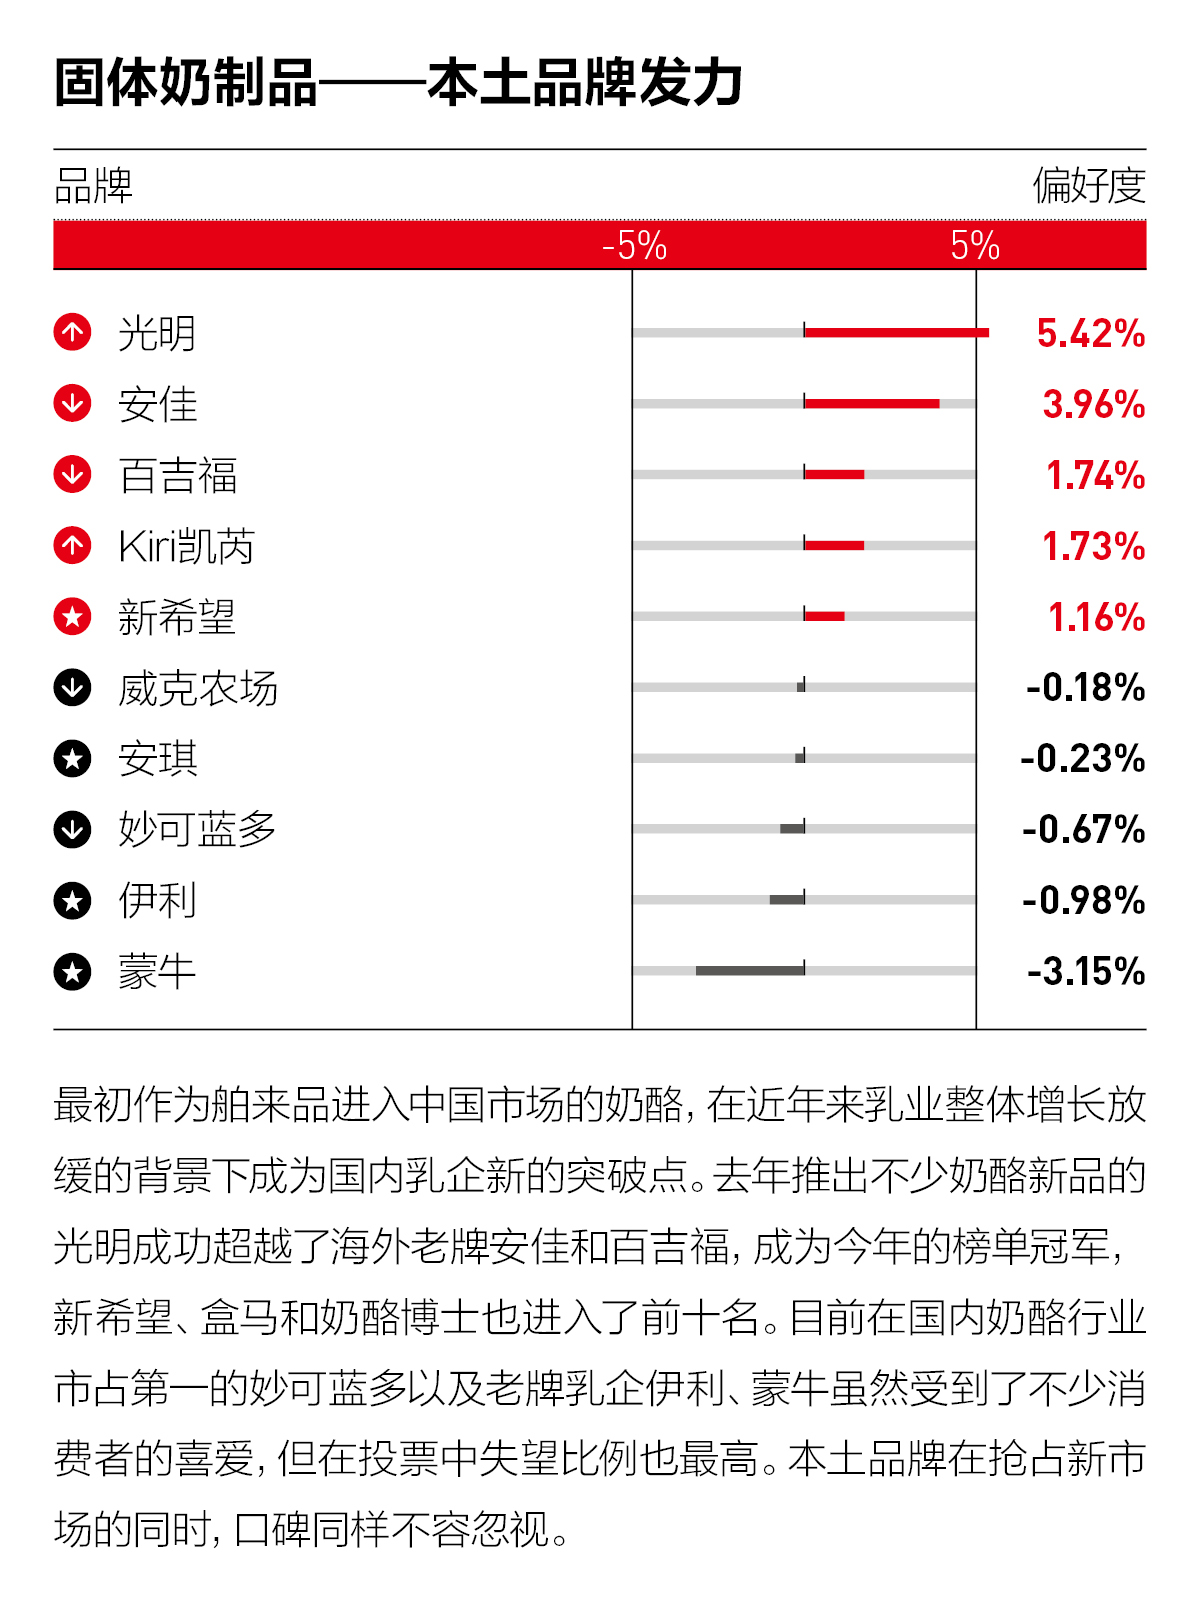 固体奶制品——本土品牌发力
品牌 偏好度
-5% 5%
光明 5.42%
安佳 3.96%
百吉福 1.74%
Kiri凯芮 1.73%
新希望 1.16%
威克农场 -0.18%
安琪 -0.23%
妙可蓝多 -0.67%
伊利 -0.98%
蒙牛 -3.15%
最初作为舶来品进入中国市场的奶酪，在近年来乳业整体增长放
缓的背景下成为国内乳企新的突破点。去年推出不少奶酪新品的
光明成功超越了海外老牌安佳和百吉福，成为今年的榜单冠军，
新希望、盒马和奶酪博士也进入了前十名。目前在国内奶酪行业
市占第一的妙可蓝多以及老牌乳企伊利、蒙牛虽然受到了不少消
费者的喜爱，但在投票中失望比例也最高。本土品牌在抢占新市
场的同时，口碑同样不容忽视。